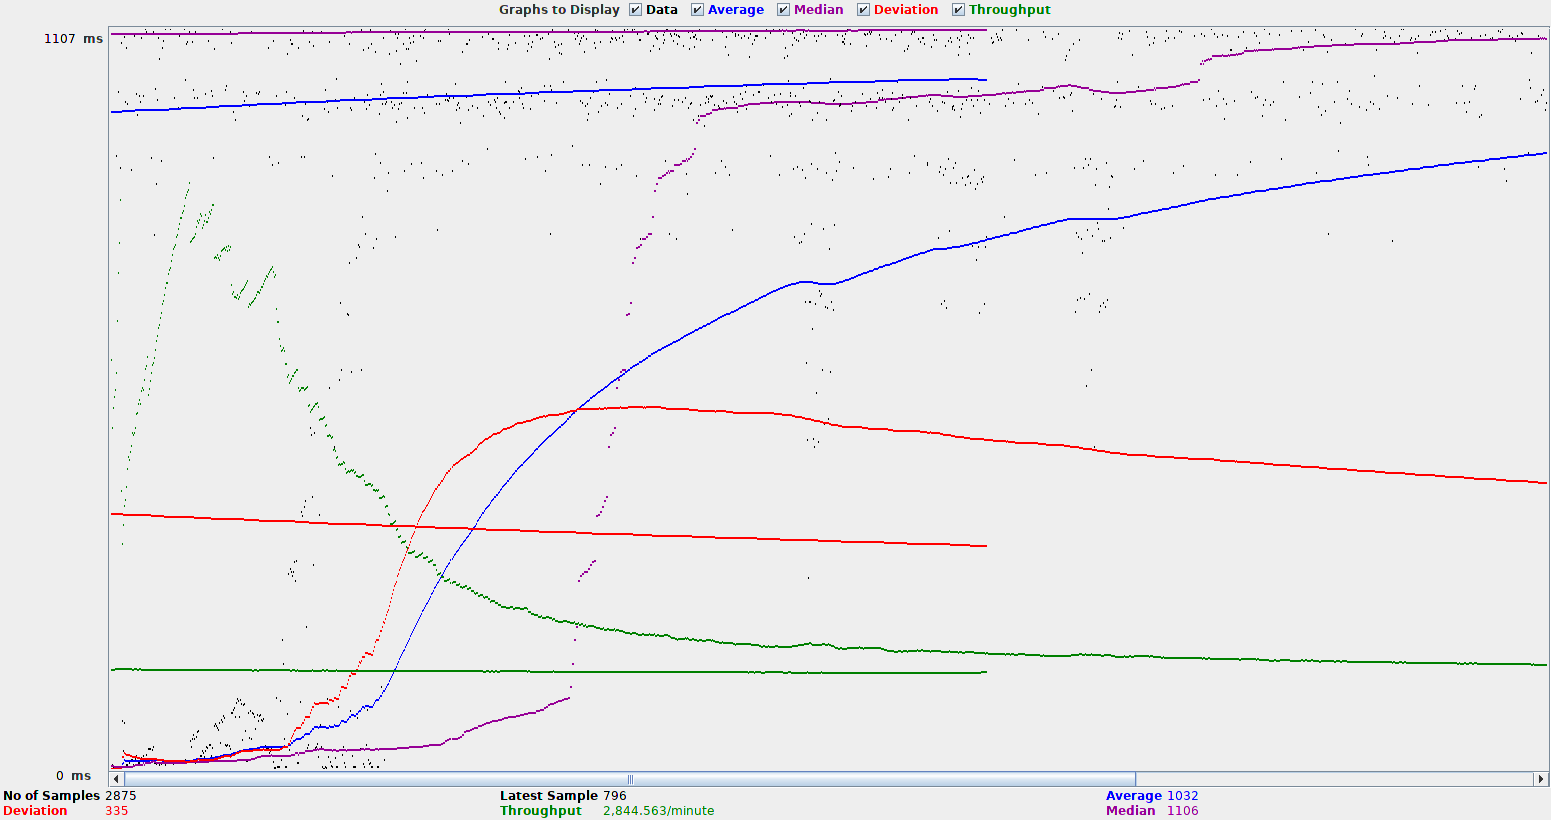 Graphs to Display Data Average Median Deviation Throughput
1107 ms
0 ms
No of Samples 2875 Latest Sample 796 Average 1032
Deviation 335 Throughput 2,844.563/minute Median 1106